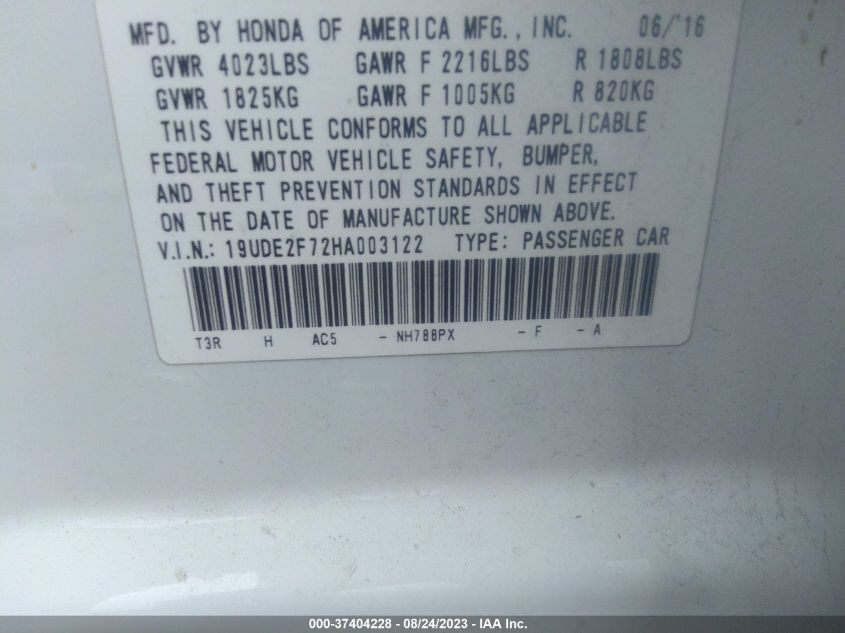 MFD. BY HONDA OF AMERICA MFG., INC. 06/'16
GVWR 4023LBS GAWR F 2216LBS R 1808LBS
GVWR 1825KG GAWR F 1005KG R 820KG
THIS VEHICLE CONFORMS TO ALL APPLICABLE
FEDERAL MOTOR VEHICLE SAFETY, BUMPER,
AND THEFT PREVENTION STANDARDS IN EFFECT
ON THE DATE OF MANUFACTURE SHOWN ABOVE.
V.I.N.: 19UDE2F72HA003122 TYPE: PASSENGER CAR
T3R H AC5 - NH788PX - F - A
000-37404228 - 08/24/2023 - IAA Inc.